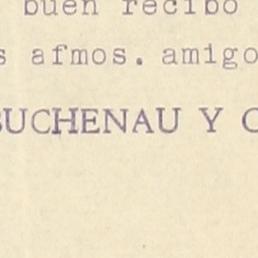 buen recibo
s afmos. amigo
BUCHENAU Y C